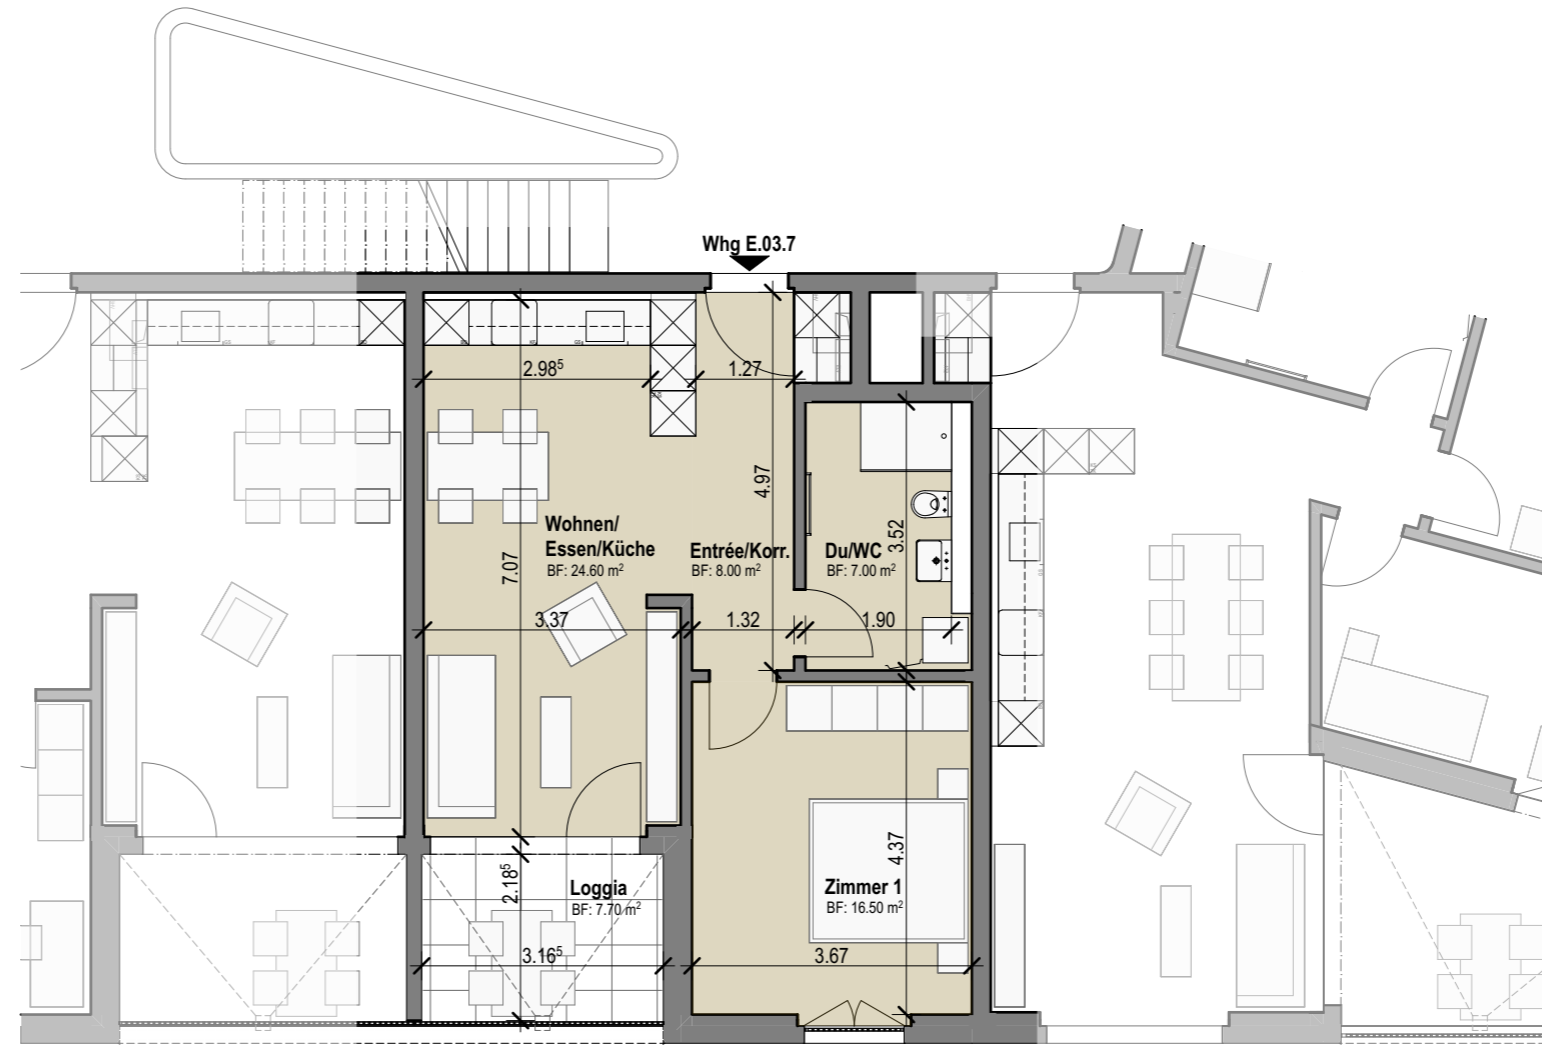 Whg E.03.7
2.98⁵
1.27
4.97
7.07
3.52
Wohnen/
Essen/Küche
BF: 24.60 m²
Entrée/Korr.
BF: 8.00 m²
Du/WC
BF: 7.00 m²
3.37
1.32
1.90
4.37
2.18⁵
Loggia
BF: 7.70 m²
Zimmer 1
BF: 16.50 m²
3.16⁵
3.67